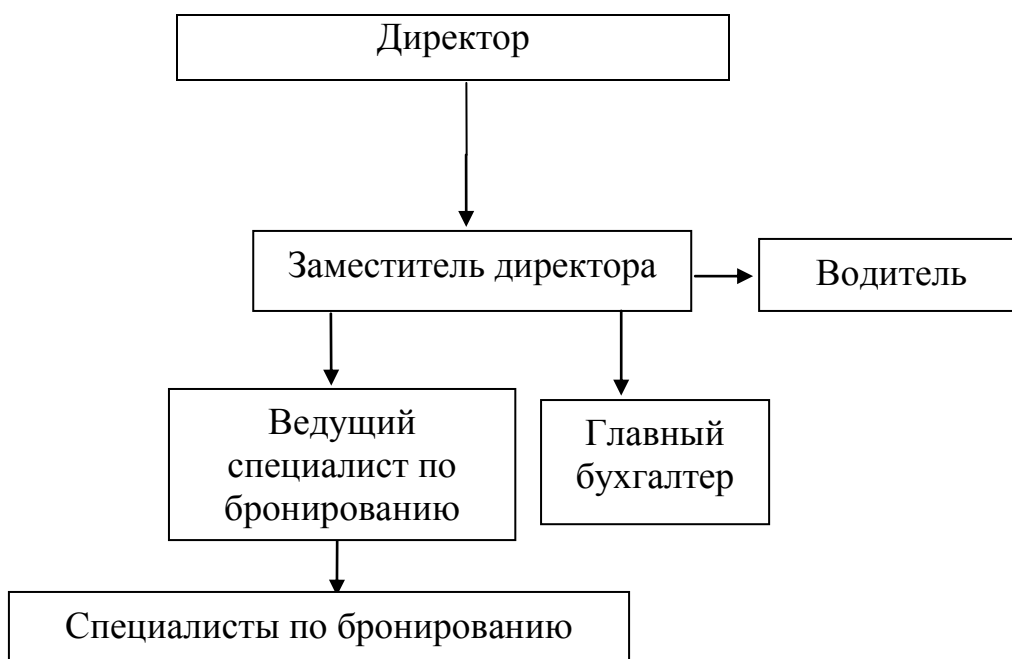 Директор
Заместитель директора
Водитель
Ведущий
специалист по
бронированию
Главный
бухгалтер
Специалисты по бронированию